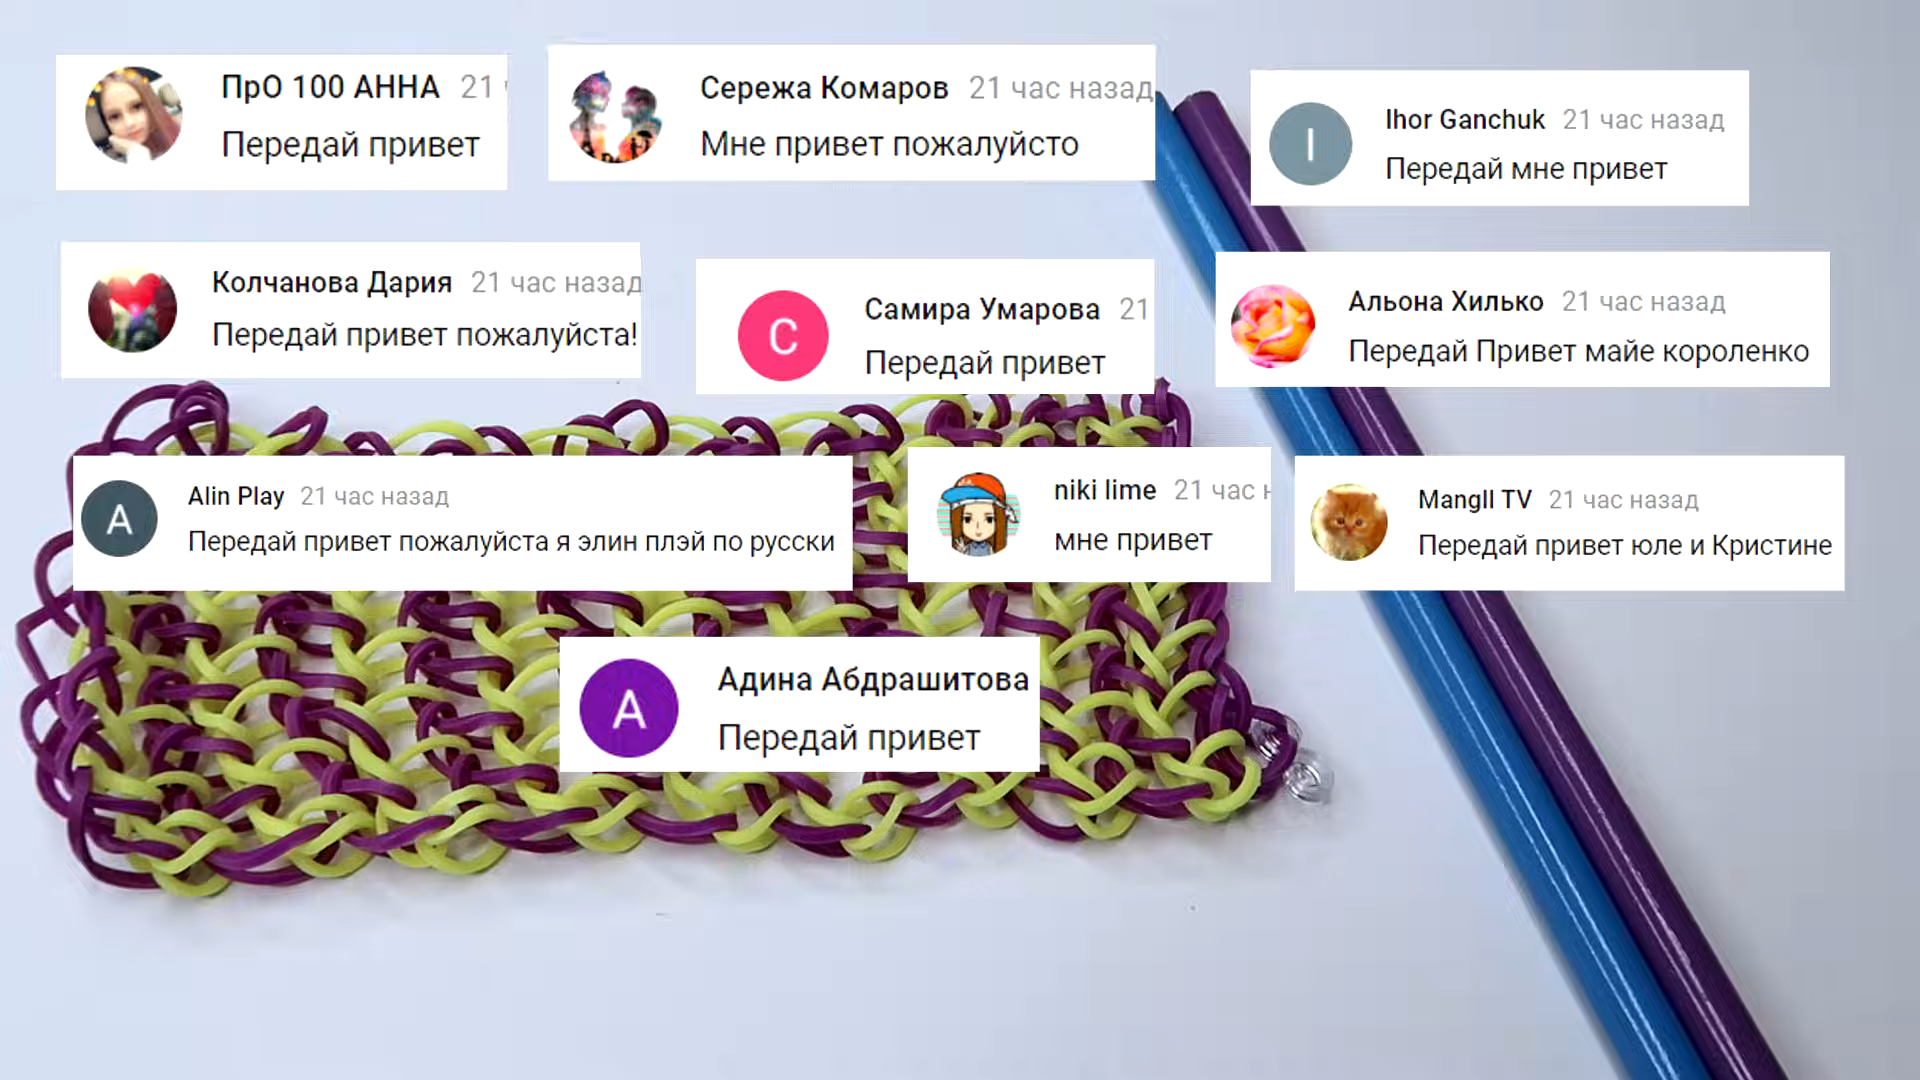 ПрО 100 АННА 21
Передай привет
Сережа Комаров 21 час назад
Мне привет пожалуйсто
I
Ihor Ganchuk 21 час назад
Передай мне привет
Колчанова Дария 21 час назад
Передай привет пожалуйста!
С
Самира Умарова 21
Передай привет
Альона Хилько 21 час назад
Передай Привет майе короленко
A
Alin Play 21 час назад
Передай привет пожалуйста я элин плэй по русски
niki lime 21 час
мне привет
MangII TV 21 час назад
Передай привет юле и Кристине
А
Адина Абдрашитова
Передай привет